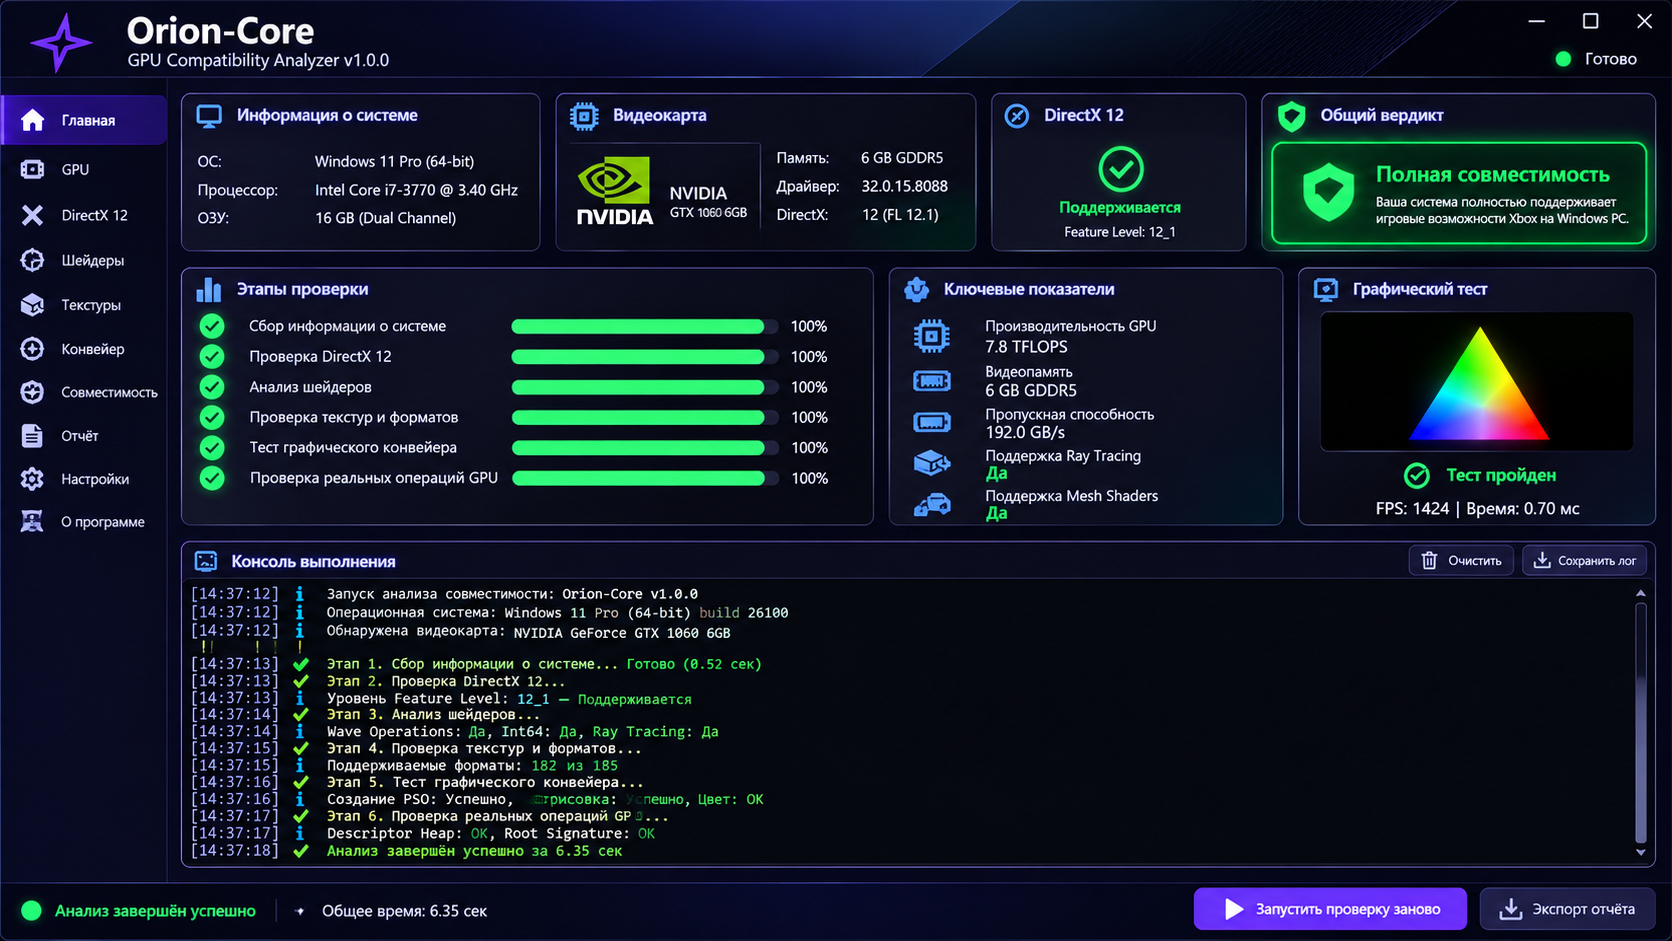 Orion-Core
GPU Compatibility Analyzer v1.0.0
Готово
Главная
GPU
DirectX 12
Шейдеры
Текстуры
Конвейер
Совместимость
Отчёт
Настройки
О программе
Информация о системе
ОС: Windows 11 Pro (64-bit)
Процессор: Intel Core i7-3770 @ 3.40 GHz
ОЗУ: 16 GB (Dual Channel)
Видеокарта
NVIDIA
NVIDIA
GTX 1060 6GB
Память: 6 GB GDDR5
Драйвер: 32.0.15.8088
DirectX: 12 (FL 12.1)
DirectX 12
Поддерживается
Feature Level: 12_1
Общий вердикт
Полная совместимость
Ваша система полностью поддерживает
игровые возможности Xbox на Windows PC.
Этапы проверки
Сбор информации о системе 100%
Проверка DirectX 12 100%
Анализ шейдеров 100%
Проверка текстур и форматов 100%
Тест графического конвейера 100%
Проверка реальных операций GPU 100%
Ключевые показатели
Производительность GPU
7.8 TFLOPS
Видеопамять
6 GB GDDR5
Пропускная способность
192.0 GB/s
Поддержка Ray Tracing
Да
Поддержка Mesh Shaders
Да
Графический тест
Тест пройден
FPS: 1424 | Время: 0.70 мс
Консоль выполнения
Очистить
Сохранить лог
[14:37:12] i Запуск анализа совместимости: Orion-Core v1.0.0
[14:37:12] i Операционная система: Windows 11 Pro (64-bit) build 26100
[14:37:12] i Обнаружена видеокарта: NVIDIA GeForce GTX 1060 6GB
[14:37:13] Этап 1. Сбор информации о системе... Готово (0.52 сек)
[14:37:13] Этап 2. Проверка DirectX 12...
[14:37:13] i Уровень Feature Level: 12_1 — Поддерживается
[14:37:14] Этап 3. Анализ шейдеров...
[14:37:14] i Wave Operations: Да, Int64: Да, Ray Tracing: Да
[14:37:15] Этап 4. Проверка текстур и форматов...
[14:37:15] i Поддерживаемые форматы: 182 из 185
[14:37:16] Этап 5. Тест графического конвейера...
[14:37:16] i Создание PSO: Успешно, Успешно, Цвет: OK
[14:37:17] Этап 6. Проверка реальных операций
[14:37:17] i Descriptor Heap: OK, Root Signature: OK
[14:37:18] Анализ завершён успешно за 6.35 сек
Анализ завершён успешно
Общее время: 6.35 сек
Запустить проверку заново
Экспорт отчёта